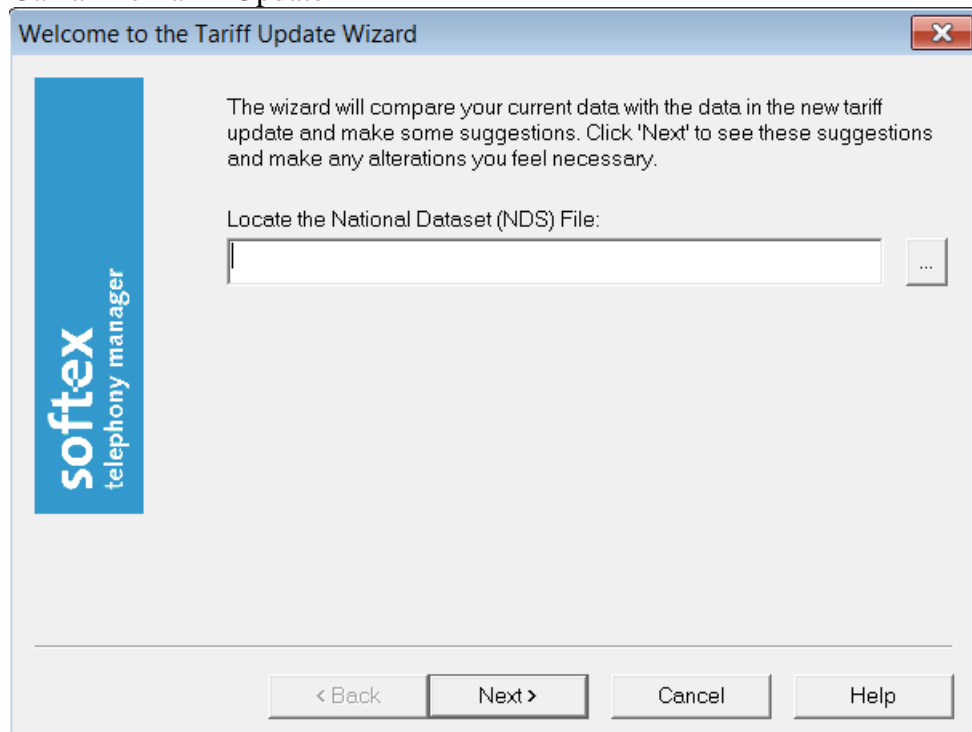 Welcome to the Tariff Update Wizard
The wizard will compare your current data with the data in the new tariff
update and make some suggestions. Click 'Next' to see these suggestions
and make any alterations you feel necessary.
Locate the National Dataset (NDS) File:
...
softex
telephony manager
< Back
Next >
Cancel
Help